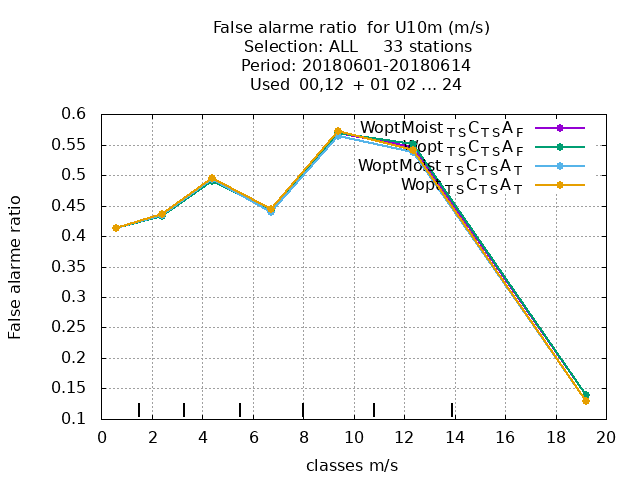 False alarme ratio for U10m (m/s)
Selection: ALL 33 stations
Period: 20180601-20180614
Used 00,12 + 01 02 ... 24
False alarme ratio
0.6
0.55
0.5
0.45
0.4
0.35
0.3
0.25
0.2
0.15
0.1
WoptMoist TS C TS A F
Wopt TS C TS A F
WoptMoist TS C TS A T
Wopt TS C TS A T
0 2 4 6 8 10 12 14 16 18 20
classes m/s